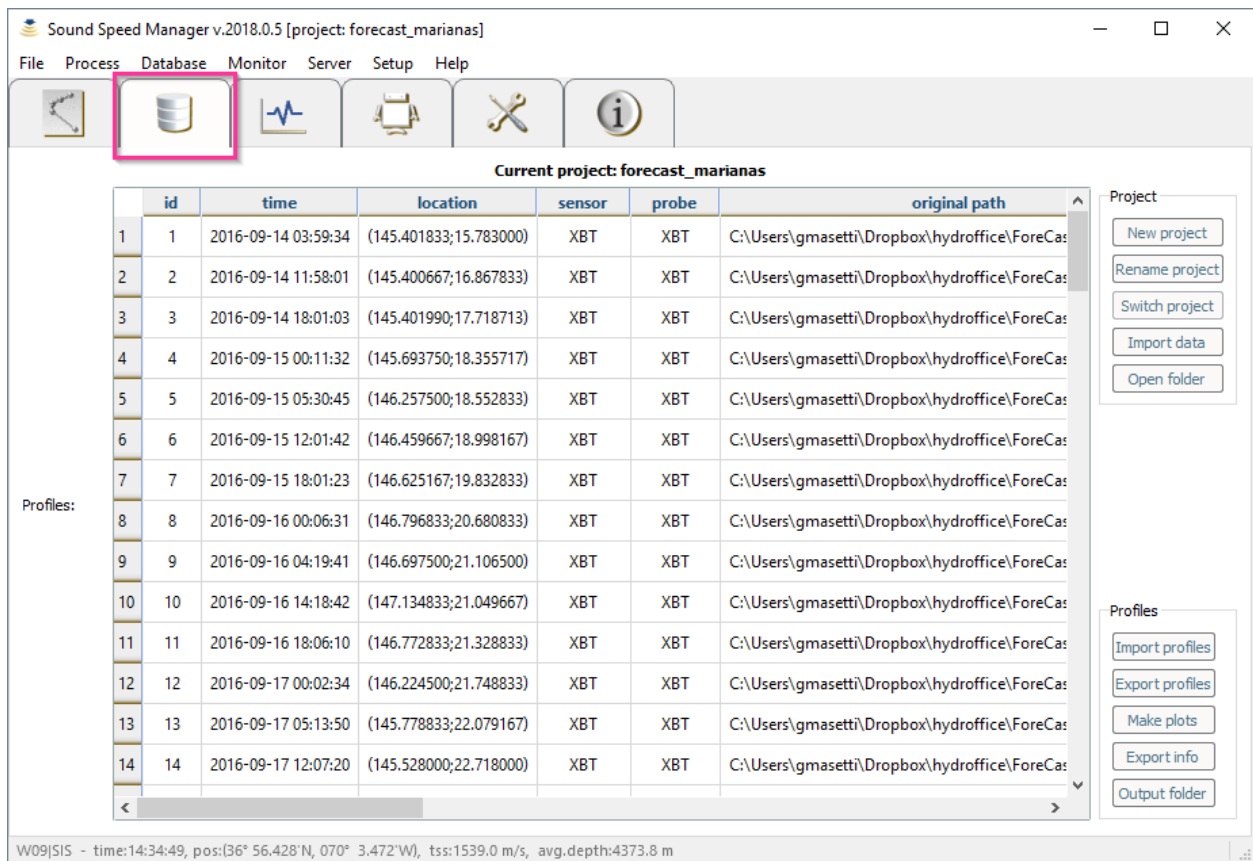 Sound Speed Manager v.2018.0.5 [project: forecast_marianas]
File Process Database Monitor Server Setup Help
Current project: forecast_marianas
id time location sensor probe original path
1 1 2016-09-14 03:59:34 (145.401833;15.783000) XBT XBT C:\Users\gmasetti\Dropbox\hydroffice\ForeCas
2 2 2016-09-14 11:58:01 (145.400667;16.867833) XBT XBT C:\Users\gmasetti\Dropbox\hydroffice\ForeCas
3 3 2016-09-14 18:01:03 (145.401990;17.718713) XBT XBT C:\Users\gmasetti\Dropbox\hydroffice\ForeCas
4 4 2016-09-15 00:11:32 (145.693750;18.355717) XBT XBT C:\Users\gmasetti\Dropbox\hydroffice\ForeCas
5 5 2016-09-15 05:30:45 (146.257500;18.552833) XBT XBT C:\Users\gmasetti\Dropbox\hydroffice\ForeCas
6 6 2016-09-15 12:01:42 (146.459667;18.998167) XBT XBT C:\Users\gmasetti\Dropbox\hydroffice\ForeCas
7 7 2016-09-15 18:01:23 (146.625167;19.832833) XBT XBT C:\Users\gmasetti\Dropbox\hydroffice\ForeCas
Profiles:
8 8 2016-09-16 00:06:31 (146.796833;20.680833) XBT XBT C:\Users\gmasetti\Dropbox\hydroffice\ForeCas
9 9 2016-09-16 04:19:41 (146.697500;21.106500) XBT XBT C:\Users\gmasetti\Dropbox\hydroffice\ForeCas
10 10 2016-09-16 14:18:42 (147.134833;21.049667) XBT XBT C:\Users\gmasetti\Dropbox\hydroffice\ForeCas
11 11 2016-09-16 18:06:10 (146.772833;21.328833) XBT XBT C:\Users\gmasetti\Dropbox\hydroffice\ForeCas
12 12 2016-09-17 00:02:34 (146.224500;21.748833) XBT XBT C:\Users\gmasetti\Dropbox\hydroffice\ForeCas
13 13 2016-09-17 05:13:50 (145.778833;22.079167) XBT XBT C:\Users\gmasetti\Dropbox\hydroffice\ForeCas
14 14 2016-09-17 12:07:20 (145.528000;22.718000) XBT XBT C:\Users\gmasetti\Dropbox\hydroffice\ForeCas
Project
New project
Rename project
Switch project
Import data
Open folder
Profiles
Import profiles
Export profiles
Make plots
Export info
Output folder
W09|SIS - time:14:34:49, pos:(36° 56.428'N, 070° 3.472'W), tss:1539.0 m/s, avg.depth:4373.8 m